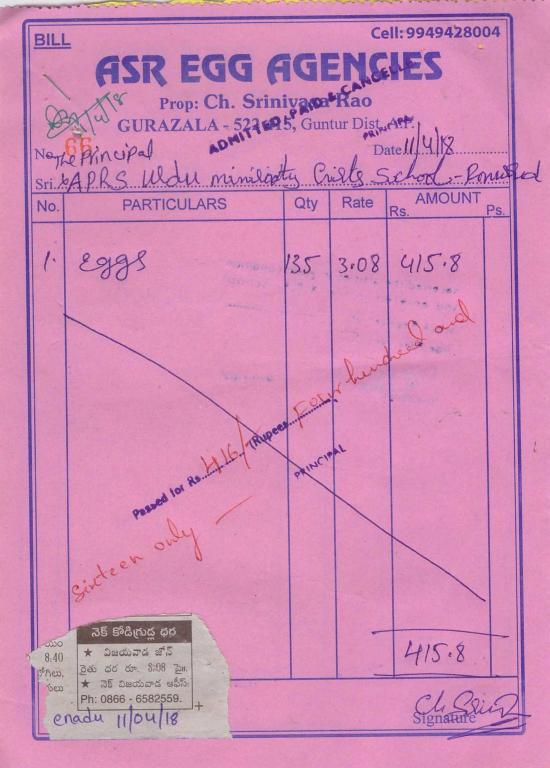 BILL
Cell: 9949428004
ASR EGG AGENCIES
Prop: Ch. Srinivasa Rao
ADMITTED, PAID & CANCELLED
PRINCIPAL
GURAZALA - 522 415, Guntur Dist. A.P.
11/4/18
No. 66
The Principal
Date 11/4/18
Sri. APRS Urdu minority Girls School
No. PARTICULARS Qty Rate AMOUNT
Rs. Ps.
1. Eggs 135 3.08 415.8
Passed for Rs. 416/- (Rupees Four hundred and
sixteen only —
PRINCIPAL
415.8
Signature
నెక్ కోడిగ్రుడ్ల ధర
★ విజయవాడ జోన్
రైతు ధర రూ. 3:08 పై.
★ నెక్ విజయవాడ ఆఫీస్:
Ph: 0866 - 6582559.
8.40
enadu 11/04/18